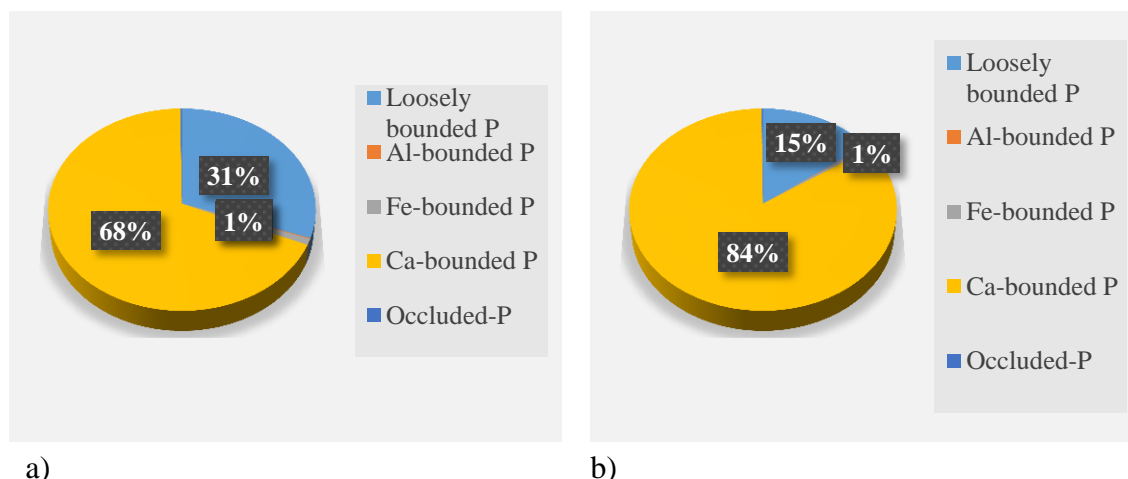 31%
1%
68%
Loosely
bounded P
Al-bounded P
Fe-bounded P
Ca-bounded P
Occluded-P
a)
15%
1%
84%
Loosely
bounded P
Al-bounded P
Fe-bounded P
Ca-bounded P
Occluded-P
b)